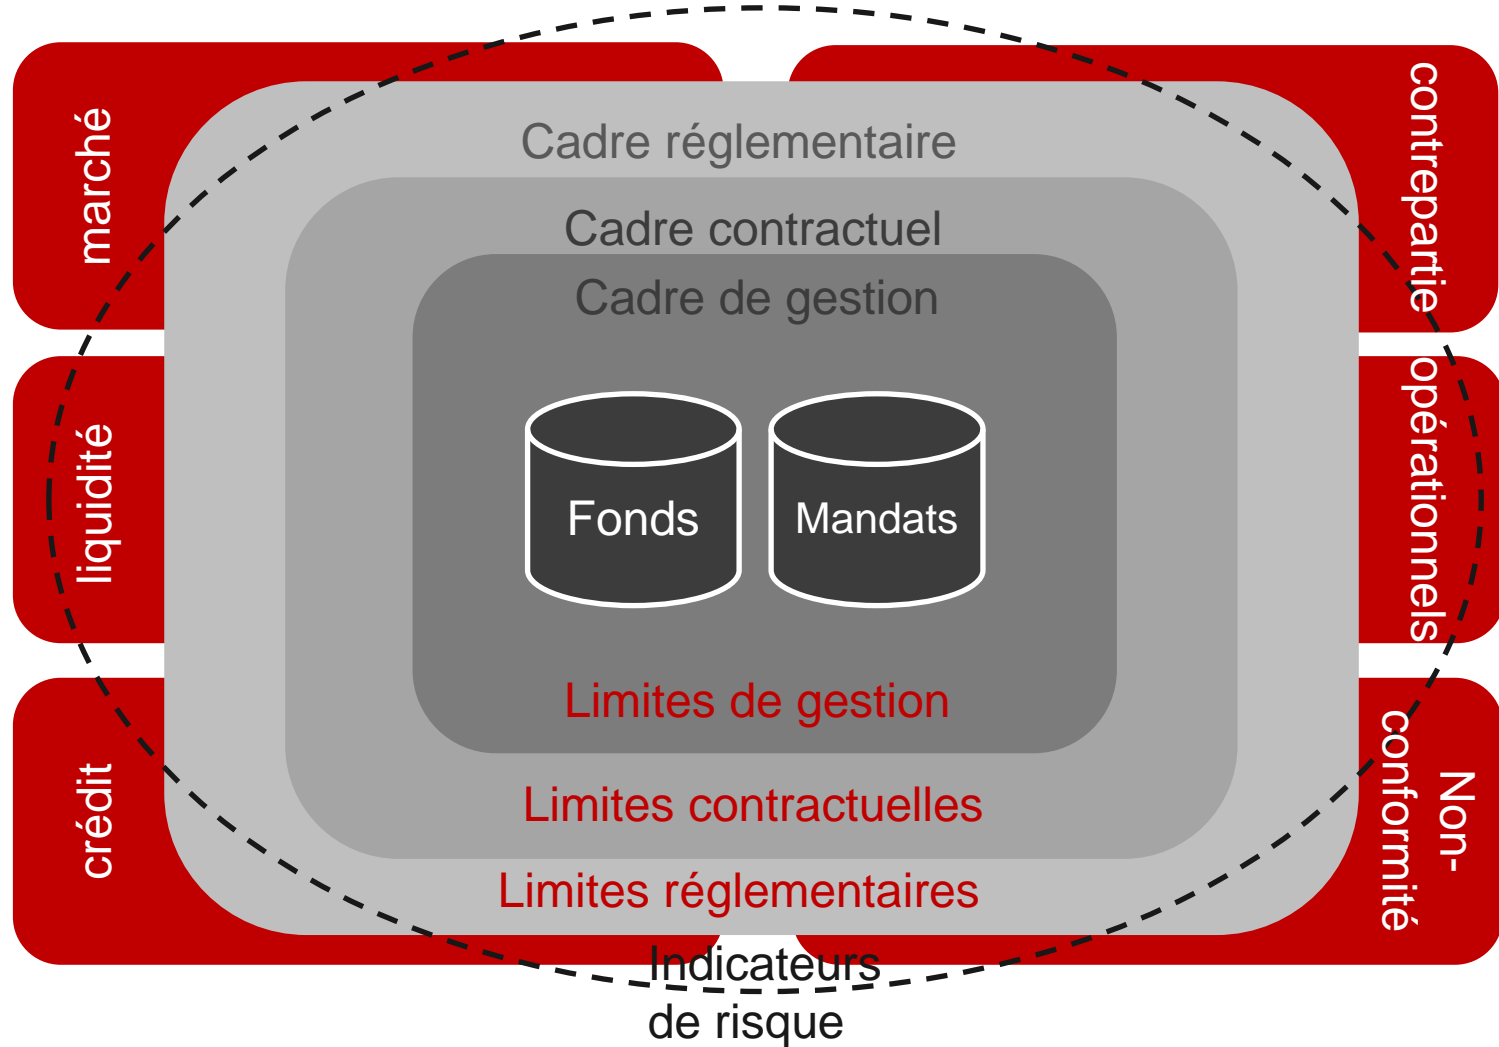 marché
liquidité
crédit
Cadre réglementaire
Cadre contractuel
Cadre de gestion
Fonds
Mandats
Limites de gestion
Limites contractuelles
Limites réglementaires
Indicateurs
de risque
contrepartie
opérationnels
Non-
conformité